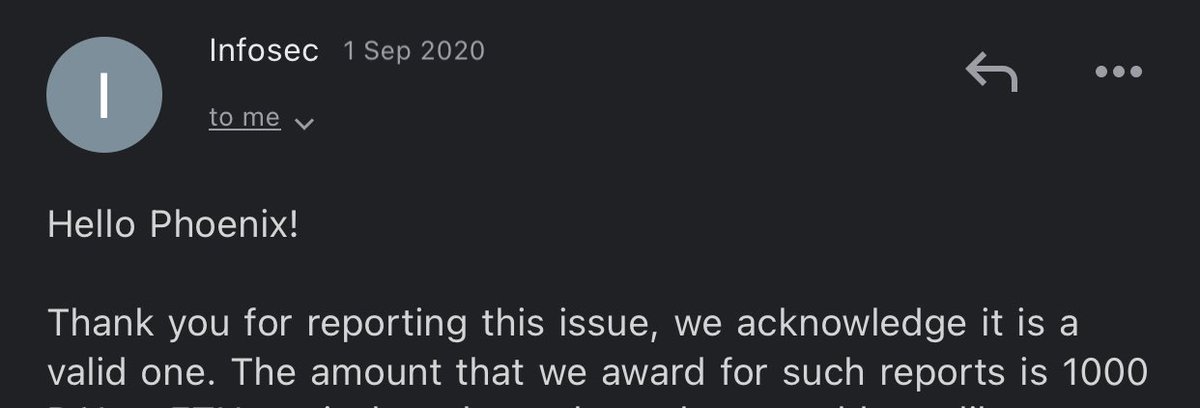 I
Infosec 1 Sep 2020
to me
Hello Phoenix!
Thank you for reporting this issue, we acknowledge it is a
valid one. The amount that we award for such reports is 1000